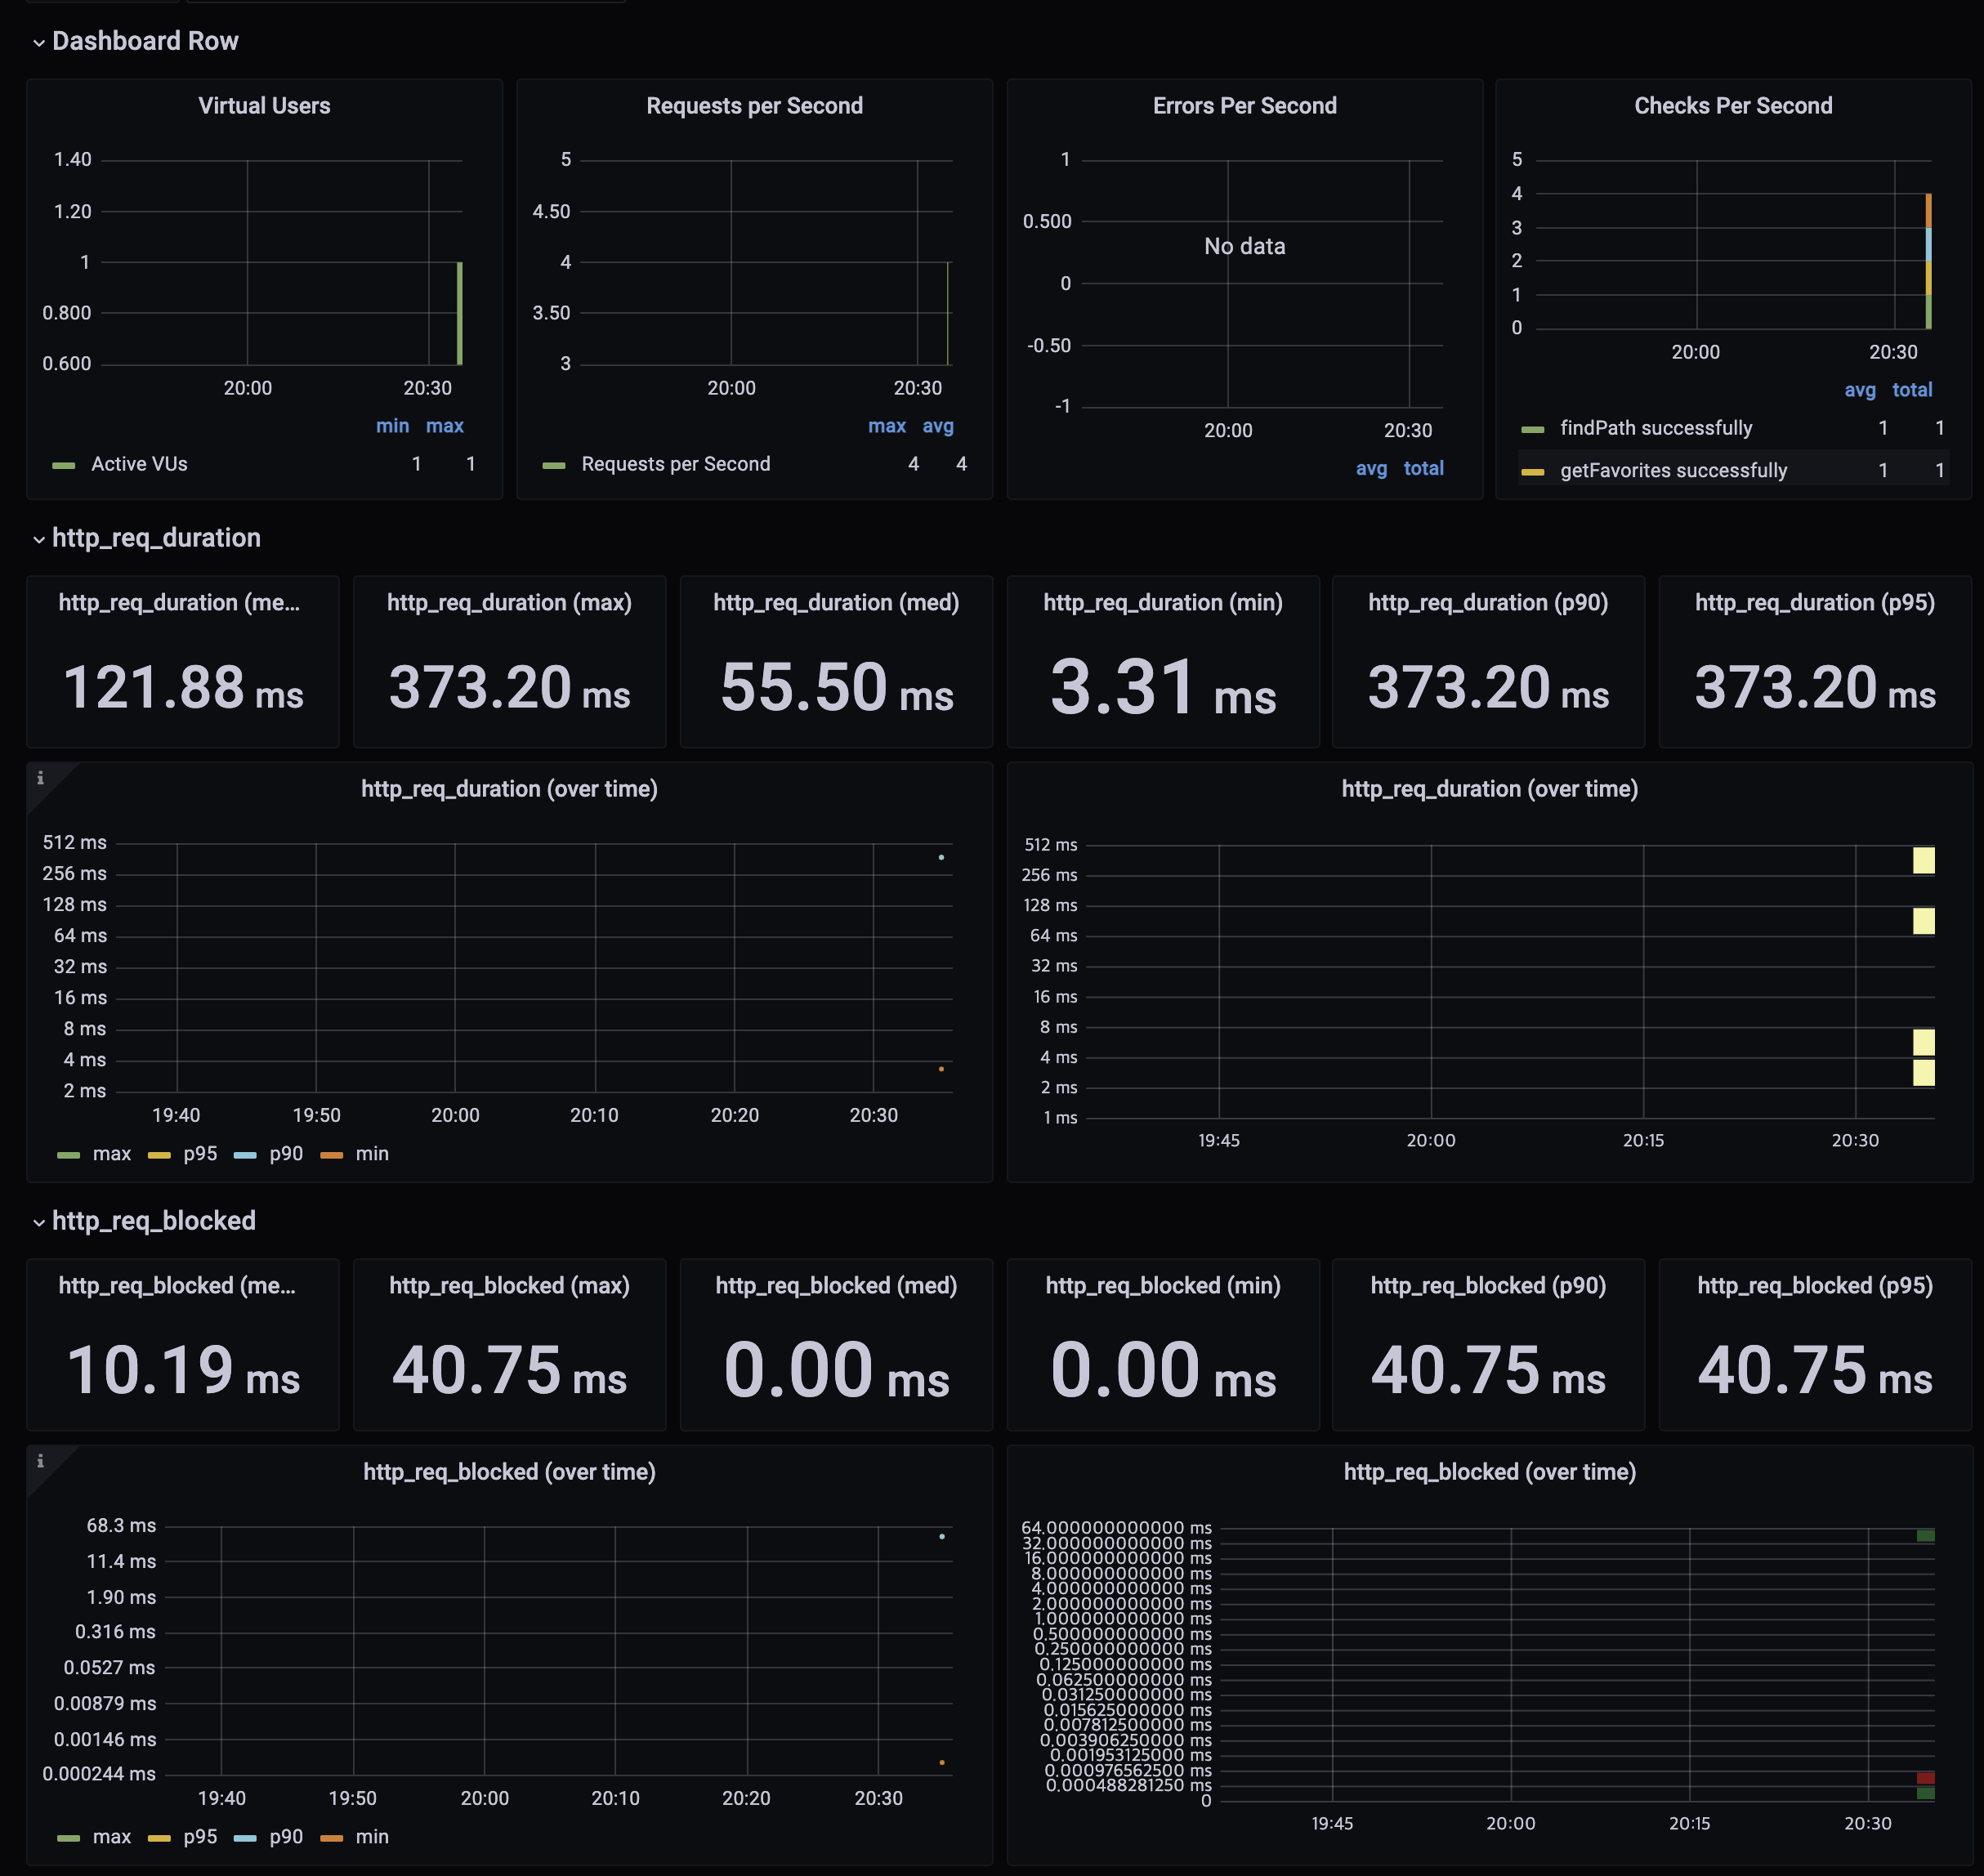 Dashboard Row
Virtual Users
1.40
1.20
1
0.800
0.600
20:00 20:30
min max
Active VUs 1 1
Requests per Second
5
4.50
4
3.50
3
20:00 20:30
max avg
Requests per Second 4 4
Errors Per Second
1
0.500
0
-0.50
-1
No data
20:00 20:30
avg total
Checks Per Second
5
4
3
2
1
0
20:00 20:30
avg total
findPath successfully 1 1
getFavorites successfully 1 1
http_req_duration
http_req_duration (me...
121.88 ms
http_req_duration (max)
373.20 ms
http_req_duration (med)
55.50 ms
http_req_duration (min)
3.31 ms
http_req_duration (p90)
373.20 ms
http_req_duration (p95)
373.20 ms
i
http_req_duration (over time)
512 ms
256 ms
128 ms
64 ms
32 ms
16 ms
8 ms
4 ms
2 ms
19:40 19:50 20:00 20:10 20:20 20:30
max p95 p90 min
http_req_duration (over time)
512 ms
256 ms
128 ms
64 ms
32 ms
16 ms
8 ms
4 ms
2 ms
1 ms
19:45 20:00 20:15 20:30
http_req_blocked
http_req_blocked (me...
10.19 ms
http_req_blocked (max)
40.75 ms
http_req_blocked (med)
0.00 ms
http_req_blocked (min)
0.00 ms
http_req_blocked (p90)
40.75 ms
http_req_blocked (p95)
40.75 ms
i
http_req_blocked (over time)
68.3 ms
11.4 ms
1.90 ms
0.316 ms
0.0527 ms
0.00879 ms
0.00146 ms
0.000244 ms
19:40 19:50 20:00 20:10 20:20 20:30
max p95 p90 min
http_req_blocked (over time)
64.000000000000 ms
32.000000000000 ms
16.000000000000 ms
8.000000000000 ms
4.000000000000 ms
2.000000000000 ms
1.000000000000 ms
0.500000000000 ms
0.250000000000 ms
0.125000000000 ms
0.062500000000 ms
0.031250000000 ms
0.015625000000 ms
0.007812500000 ms
0.003906250000 ms
0.001953125000 ms
0.000976562500 ms
0.000488281250 ms
0
19:45 20:00 20:15 20:30